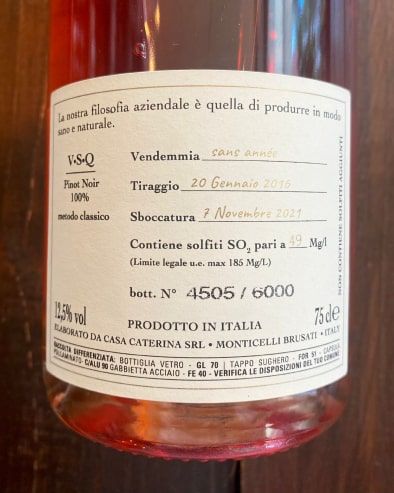 La nostra filosofia aziendale è quella di produrre in modo
sano e naturale.
V•S•Q
Pinot Noir
100%
metodo classico
Vendemmia sans année
Tiraggio 20 Gennaio 2016
Sboccatura 7 Novembre 2021
Contiene solfiti SO2 pari a 49 Mg/l
(Limite legale u.e. max 185 Mg/L)
bott. N° 4505 / 6000
NON CONTIENE SOLFITI AGGIUNTI
PRODOTTO IN ITALIA
12,5% vol
75 cl e
ELABORATO DA CASA CATERINA SRL • MONTICELLI BRUSATI • ITALY
RACCOLTA DIFFERENZIATA: BOTTIGLIA VETRO - GL 70 | TAPPO SUGHERO - FOR 51 - CAPSULA
POLLAMINATO- C/ALU 90 GABBIETTA ACCIAIO - FE 40 - VERIFICA LE DISPOSIZIONI DEL TUO COMUNE